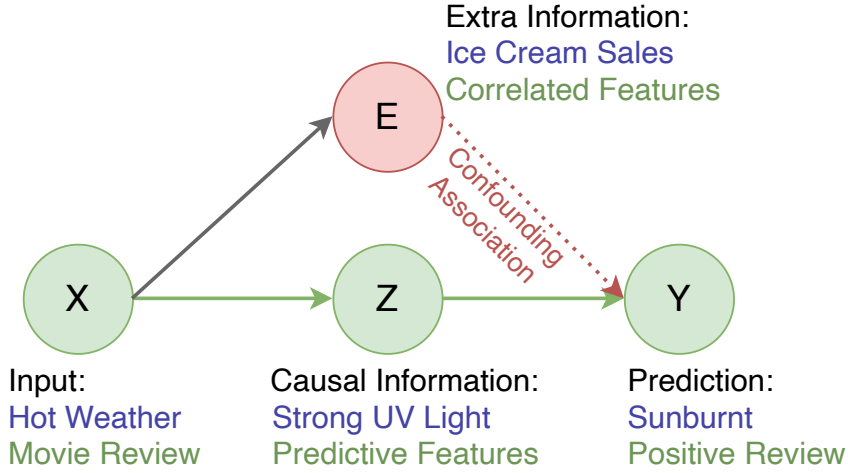 Extra Information:
Ice Cream Sales
Correlated Features
E
Confounding
Association
X
Z
Y
Input:
Hot Weather
Movie Review
Causal Information:
Strong UV Light
Predictive Features
Prediction:
Sunburnt
Positive Review